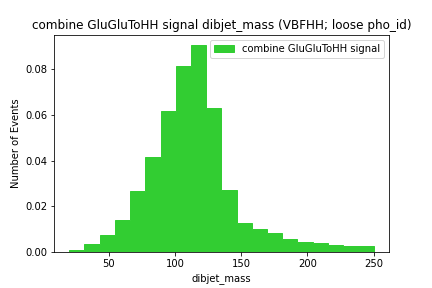 combine GluGluToHH signal dibjet_mass (VBFHH; loose pho_id)
combine GluGluToHH signal
Number of Events
0.08
0.06
0.04
0.02
0.00
50
100
150
200
250
dibjet_mass